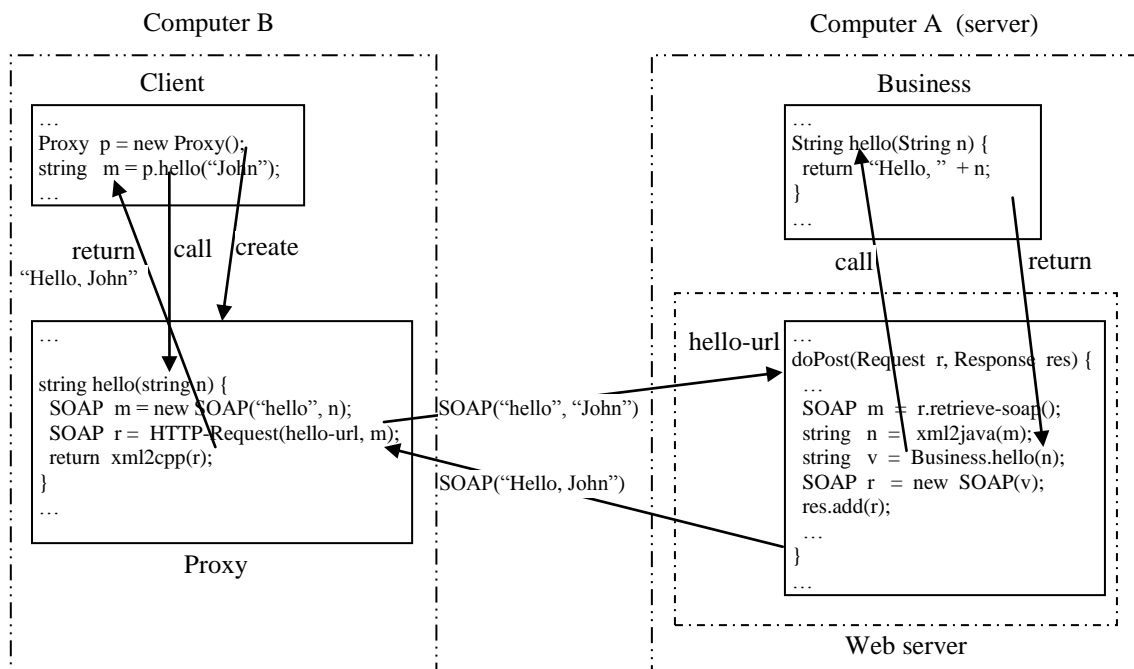 Computer B
Computer A (server)
Client
…
Proxy p = new Proxy();
string m = p.hello(“John”);
…
return
call
create
“Hello, John”
…
string hello(string n) {
SOAP m = new SOAP(“hello”, n);
SOAP r = HTTP-Request(hello-url, m);
return xml2cpp(r);
}
…
Proxy
SOAP(“hello”, “John”)
SOAP(“Hello, John”)
Business
…
String hello(String n) {
return “Hello, ” + n;
}
…
call
return
hello-url
…
doPost(Request r, Response res) {
…
SOAP m = r.retrieve-soap();
string n = xml2java(m);
string v = Business.hello(n);
SOAP r = new SOAP(v);
res.add(r);
…
}
…
Web server